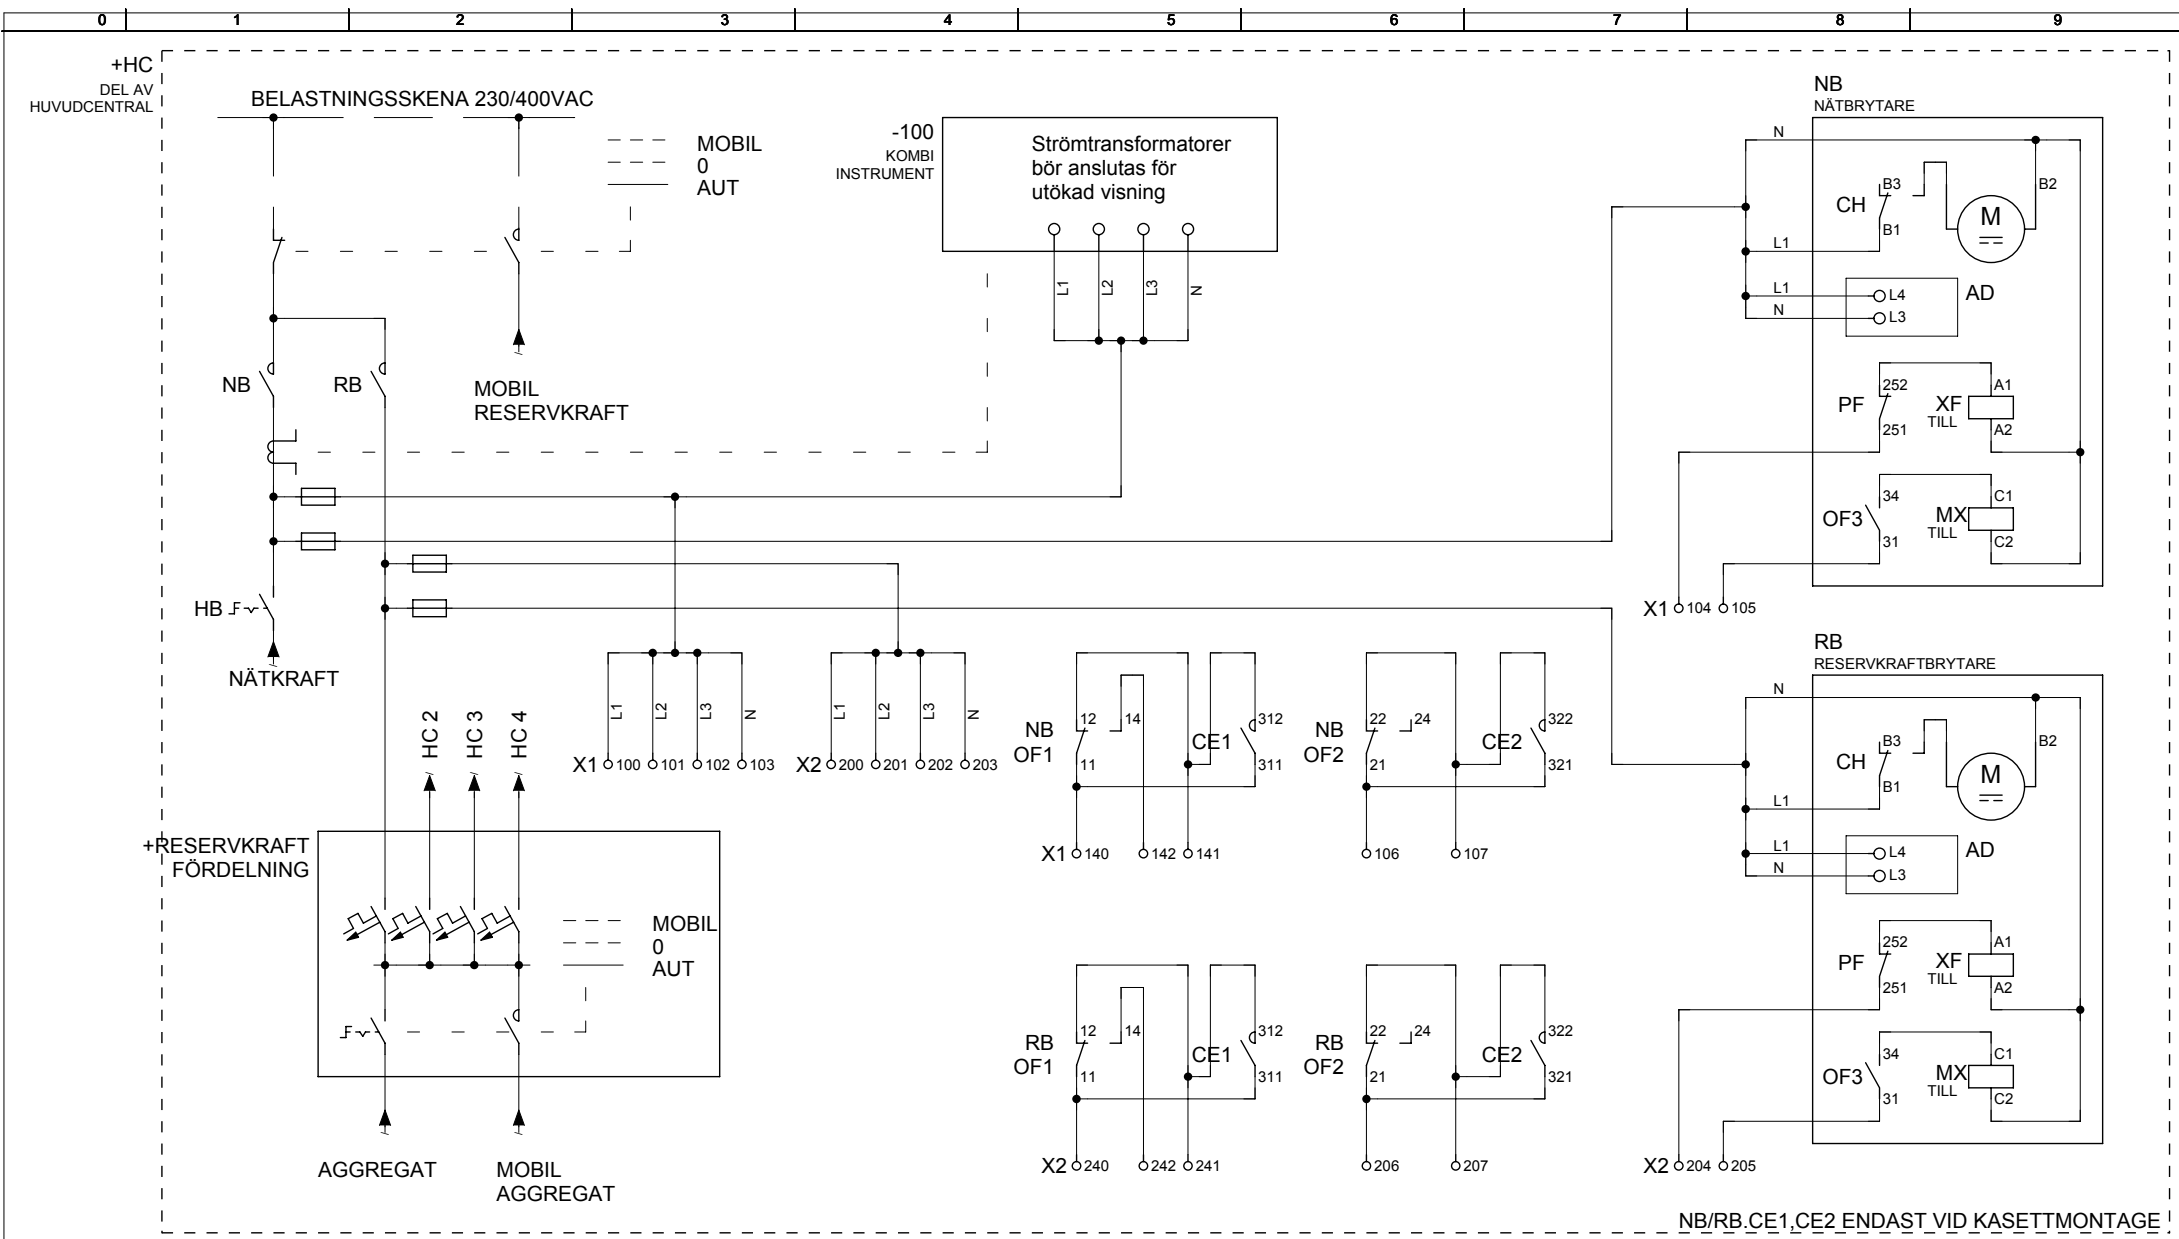 0 1 2 3 4 5 6 7 8 9
+HC
DEL AV
HUVUDCENTRAL
BELASTNINGSSKENA 230/400VAC
MOBIL
0
AUT
-100
KOMBI
INSTRUMENT
Strömtransformatorer
bör anslutas för
utökad visning
L1 L2 L3 N
NB
RB
MOBIL
RESERVKRAFT
HB
NÄTKRAFT
HC 2
HC 3
HC 4
L1 L2 L3 N
X1 100 101 102 103
L1 L2 L3 N
X2 200 201 202 203
+RESERVKRAFT
FÖRDELNING
MOBIL
0
AUT
AGGREGAT
MOBIL
AGGREGAT
NB
OF1
12 14
11
CE1
312
311
X1 140 142 141
NB
OF2
22 24
21
CE2
322
321
106 107
RB
OF1
12 14
11
CE1
312
311
X2 240 242 241
RB
OF2
22 24
21
CE2
322
321
206 207
NB
NÄTBRYTARE
N
CH
B3
B1
M
B2
L1
L1
N
L4
L3
AD
PF
252
251
XF
TILL
A1
A2
OF3
34
31
MX
TILL
C1
C2
X1 104 105
RB
RESERVKRAFTBRYTARE
N
CH
B3
B1
M
B2
L1
L1
N
L4
L3
AD
PF
252
251
XF
TILL
A1
A2
OF3
34
31
MX
TILL
C1
C2
X2 204 205
NB/RB.CE1,CE2 ENDAST VID KASETTMONTAGE